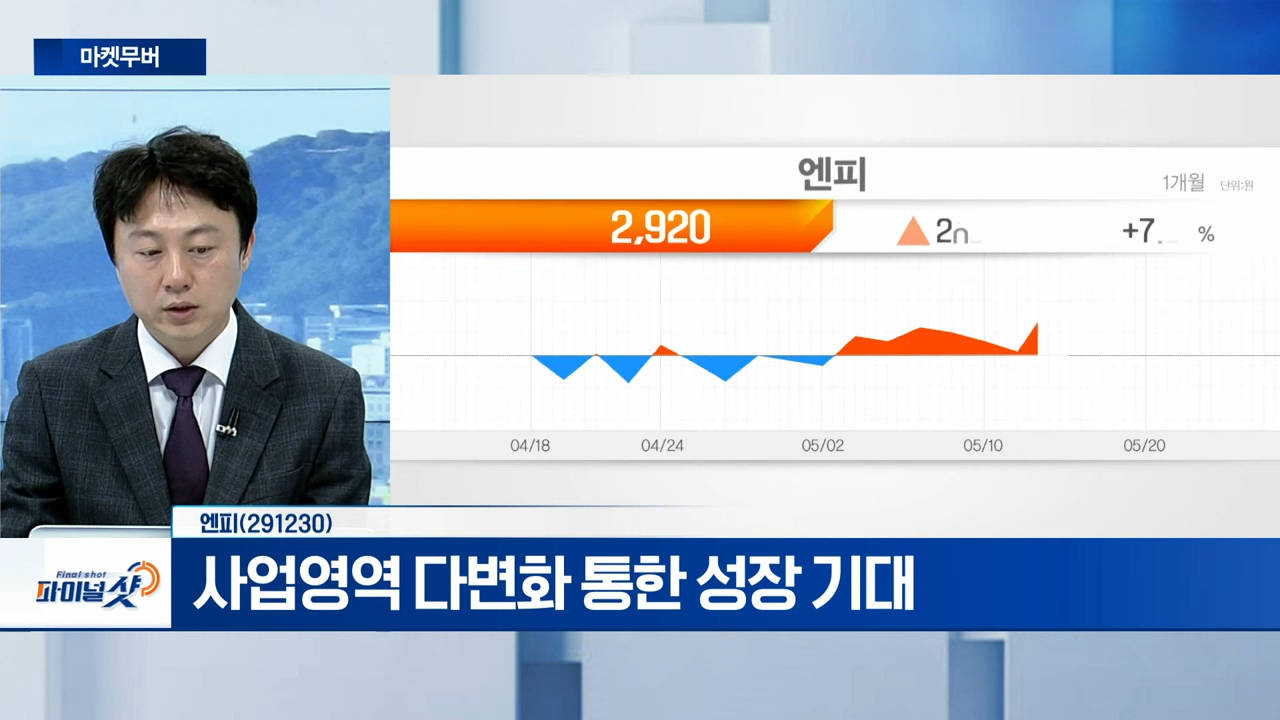 마켓무버
엔피
1개월 단위:원
2,920
+7. %
04/18 04/24 05/02 05/10 05/20
엔피(291230)
Final shot
파이널샷
사업영역 다변화 통한 성장 기대